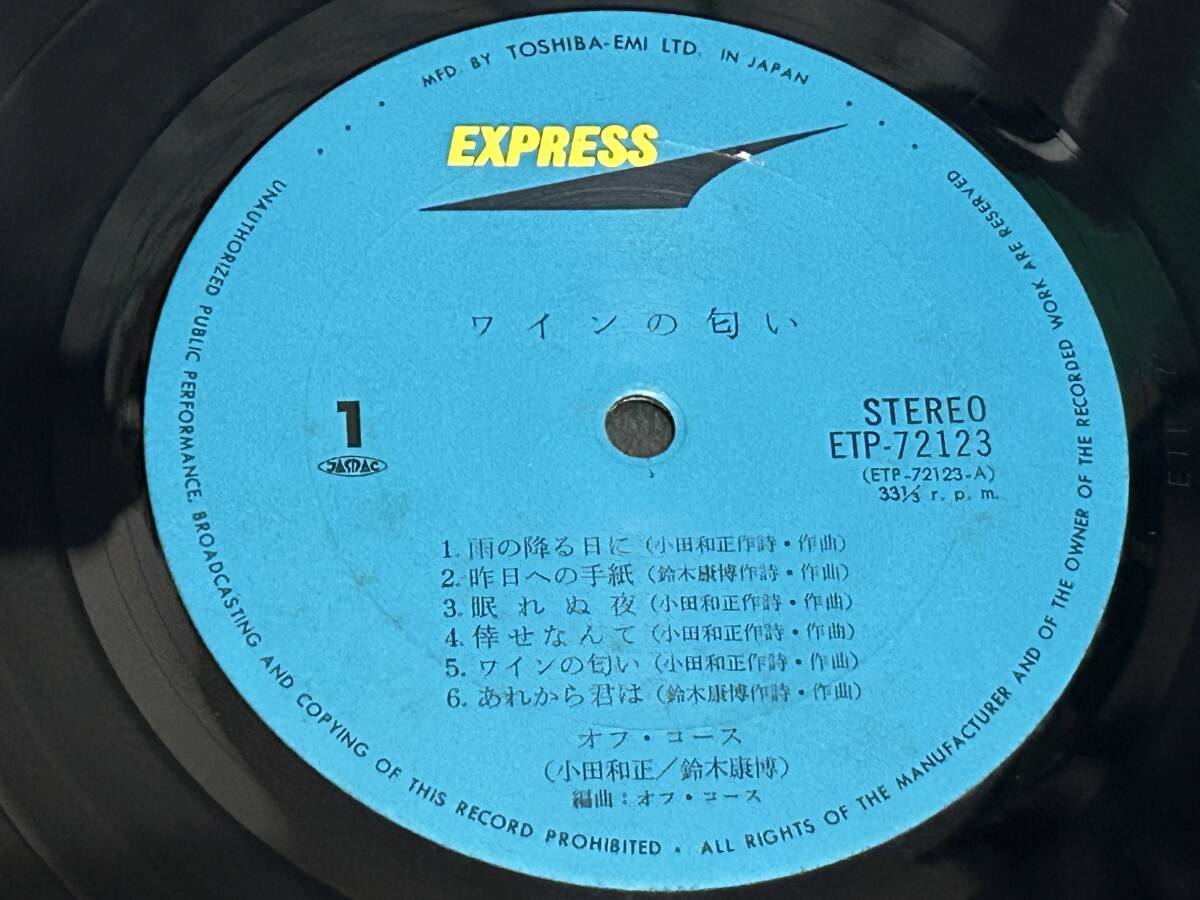 MFD. BY TOSHIBA-EMI LTD. IN JAPAN
EXPRESS
ワインの匂い
1
JASRAC
STEREO
ETP-72123
(ETP-72123-A)
33 1/3 r. p. m.
1. 雨の降る日に (小田和正作詩・作曲)
2. 昨日への手紙 (鈴木康博作詩・作曲)
3. 眠れぬ夜 (小田和正作詩・作曲)
4. 倖せなんて (小田和正作詩・作曲)
5. ワインの匂い (小田和正作詩・作曲)
6. あれから君は (鈴木康博作詩・作曲)
オフ・コース
(小田和正/鈴木康博)
編曲:オフ・コース
UNAUTHORIZED PUBLIC PERFORMANCE, BROADCASTING AND COPYING OF THIS RECORD PROHIBITED • ALL RIGHTS OF THE MANUFACTURER AND OF THE OWNER OF THE RECORDED WORK ARE RESERVED